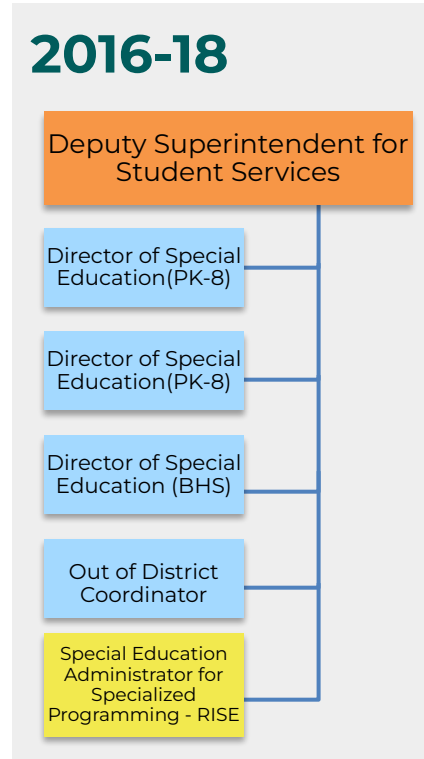 2016-18
Deputy Superintendent for
Student Services
Director of Special
Education(PK-8)
Director of Special
Education(PK-8)
Director of Special
Education (BHS)
Out of District
Coordinator
Special Education
Administrator for
Specialized
Programming - RISE